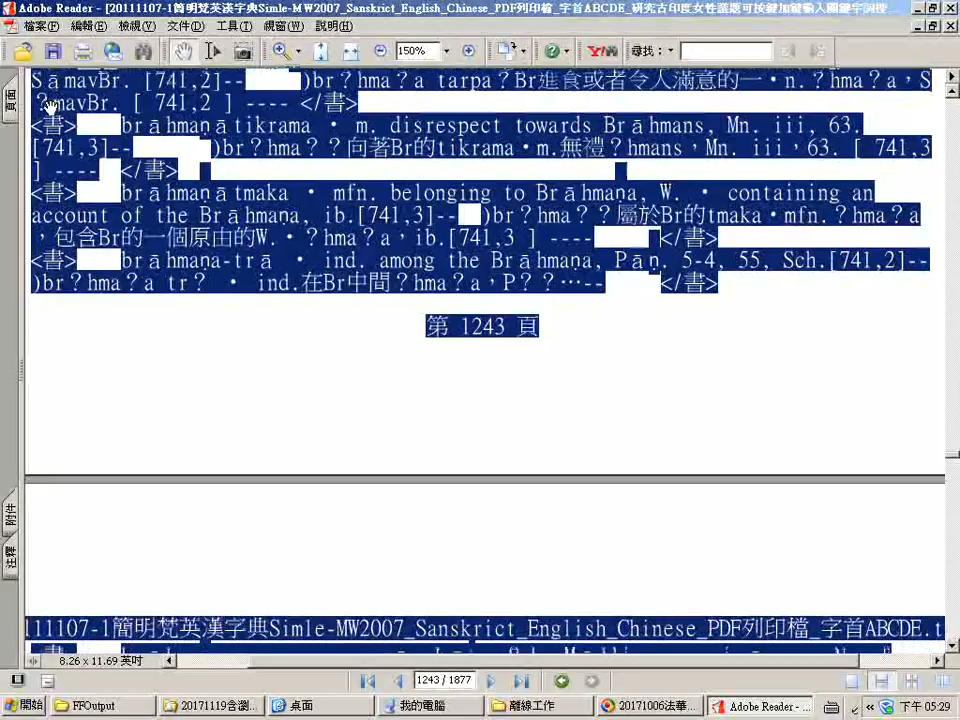 Adobe Reader - [20111107-1簡明梵英漢字典Simle-MW2007_Sanskrict_English_Chinese_PDF列印檔_字首ABCDE_研究古印度女性議題可按鍵加鍵輸入關鍵字詞搜
檔案(F) 編輯(E) 檢視(V) 文件(D) 工具(T) 視窗(W) 說明(H)
150% 尋找：
頁面
SāmavBr. [741,2]-- )br?hma?a tarpa?Br進食或者令人滿意的一‧n.?hma?a，S
?mavBr. [ 741,2 ] ---- </書>
<書> brāhmaṇātikrama ‧ m. disrespect towards Brāhmans, Mn. iii, 63.
[741,3]-- )br?hma??向著Br的tikrama‧m.無禮?hmans，Mn. iii，63. [ 741,3
] ---- </書>
<書> brāhmaṇātmaka ‧ mfn. belonging to Brāhmaṇa, W. ‧ containing an
account of the Brāhmaṇa, ib.[741,3]-- )br?hma??屬於Br的tmaka‧mfn.?hma?a
，包含Br的一個原由的W.‧?hma?a，ib.[741,3 ] ---- </書>
<書> brāhmaṇa-trā ‧ ind. among the Brāhmaṇa, Pāṇ. 5-4, 55, Sch.[741,2]--
)br?hma?a tr? ‧ ind.在Br中間?hma?a，P??…-- </書>
第 1243 頁
附件
註釋
111107-1簡明梵英漢字典Simle-MW2007_Sanskrict_English_Chinese_PDF列印檔_字首ABCDE.t
8.26 x 11.69 英吋
1243 / 1877
開始 FFOutput 20171119含瀏... 桌面 我的電腦 離線工作 20171006法華... Adobe Reader - ... 下午 05:29